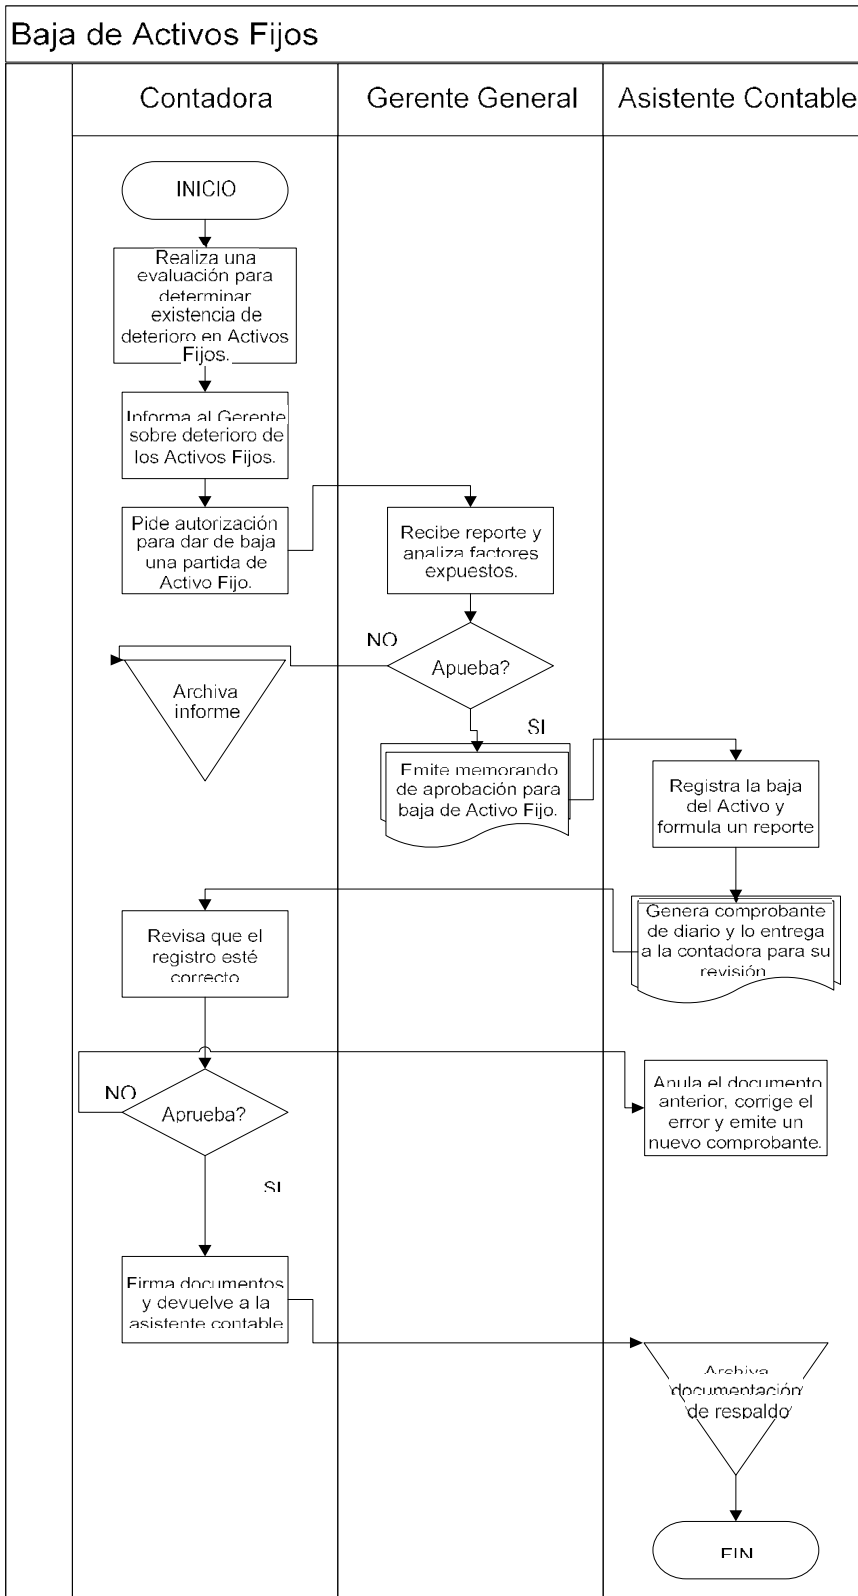 Baja de Activos Fijos
Contadora
Gerente General
Asistente Contable
INICIO
Realiza una
evaluación para
determinar
existencia de
deterioro en Activos
Fijos.
Informa al Gerente
sobre deterioro de
los Activos Fijos.
Pide autorización
para dar de baja
una partida de
Activo Fijo.
Recibe reporte y
analiza factores
expuestos.
NO
Apueba?
Archiva
informe
SI
Emite memorando
de aprobación para
baja de Activo Fijo.
Registra la baja
del Activo y
formula un reporte
Genera comprobante
de diario y lo entrega
a la contadora para su
revisión
Revisa que el
registro esté
correcto
NO
Aprueba?
Anula el documento
anterior, corrige el
error y emite un
nuevo comprobante.
SI
Firma documentos
y devuelve a la
asistente contable
Archiva
documentación
de respaldo
FIN